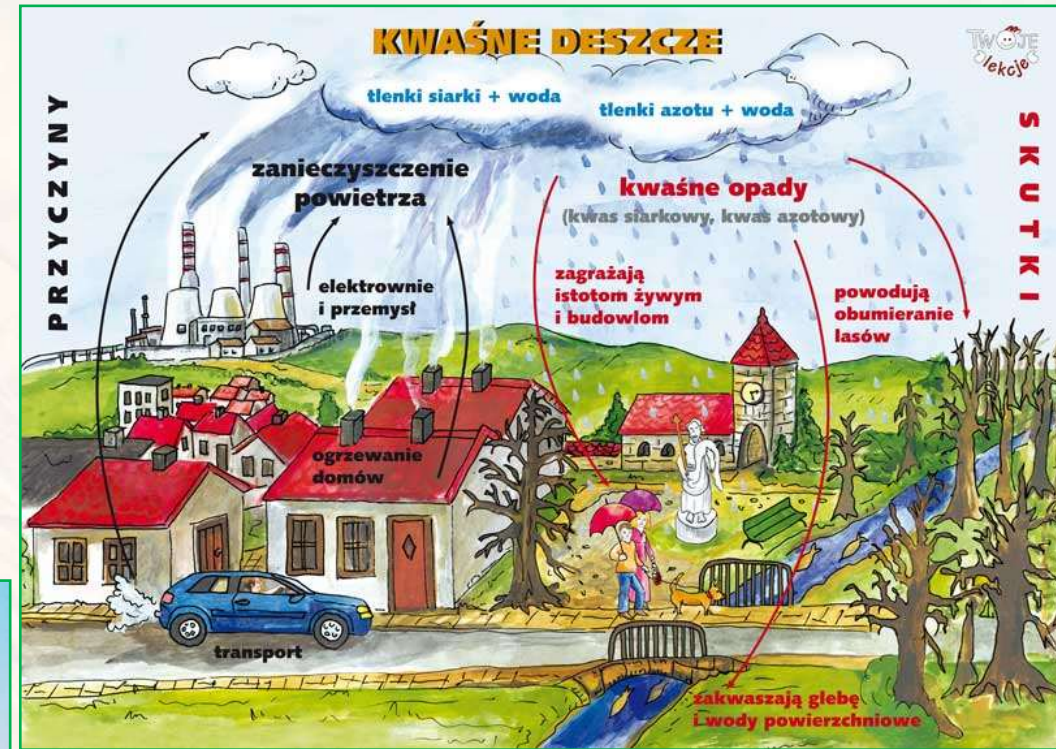 KWAŚNE DESZCZE
TWOJE
lekcje
PRZYCZYNY
SKUTKI
tlenki siarki + woda
tlenki azotu + woda
zanieczyszczenie
powietrza
kwaśne opady
(kwas siarkowy, kwas azotowy)
elektrownie
i przemysł
zagrażają
istotom żywym
i budowlom
powodują
obumieranie
lasów
ogrzewanie
domów
transport
zakwaszają glebę
i wody powierzchniowe